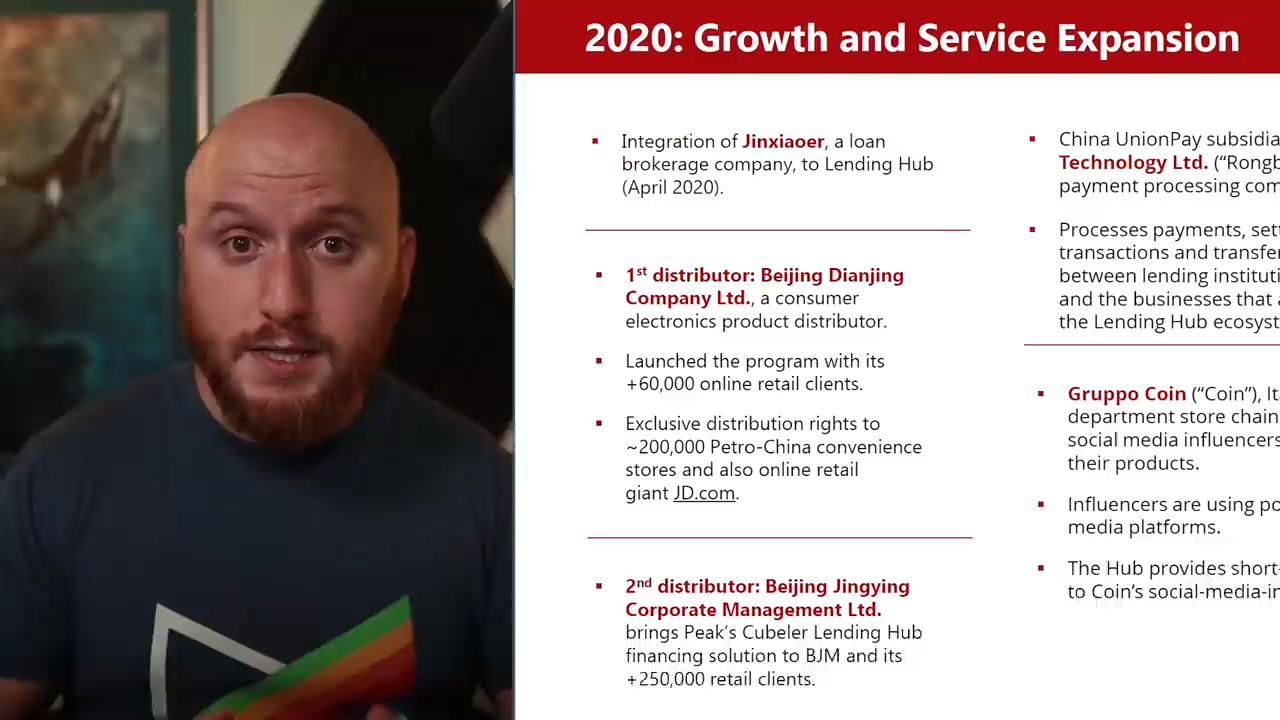 2020: Growth and Service Expansion
▪ Integration of Jinxiaoer, a loan
brokerage company, to Lending Hub
(April 2020).
▪ 1st distributor: Beijing Dianjing
Company Ltd., a consumer
electronics product distributor.
▪ Launched the program with its
+60,000 online retail clients.
▪ Exclusive distribution rights to
~200,000 Petro-China convenience
stores and also online retail
giant JD.com.
▪ 2nd distributor: Beijing Jingying
Corporate Management Ltd.
brings Peak’s Cubeler Lending Hub
financing solution to BJM and its
+250,000 retail clients.
▪ China UnionPay subsidia
Technology Ltd. (“Rongb
payment processing com
▪ Processes payments, sett
transactions and transfe
between lending instituti
and the businesses that a
the Lending Hub ecosyst
▪ Gruppo Coin (“Coin”), Ita
department store chain
social media influencers
their products.
▪ Influencers are using po
media platforms.
▪ The Hub provides short-
to Coin’s social-media-in